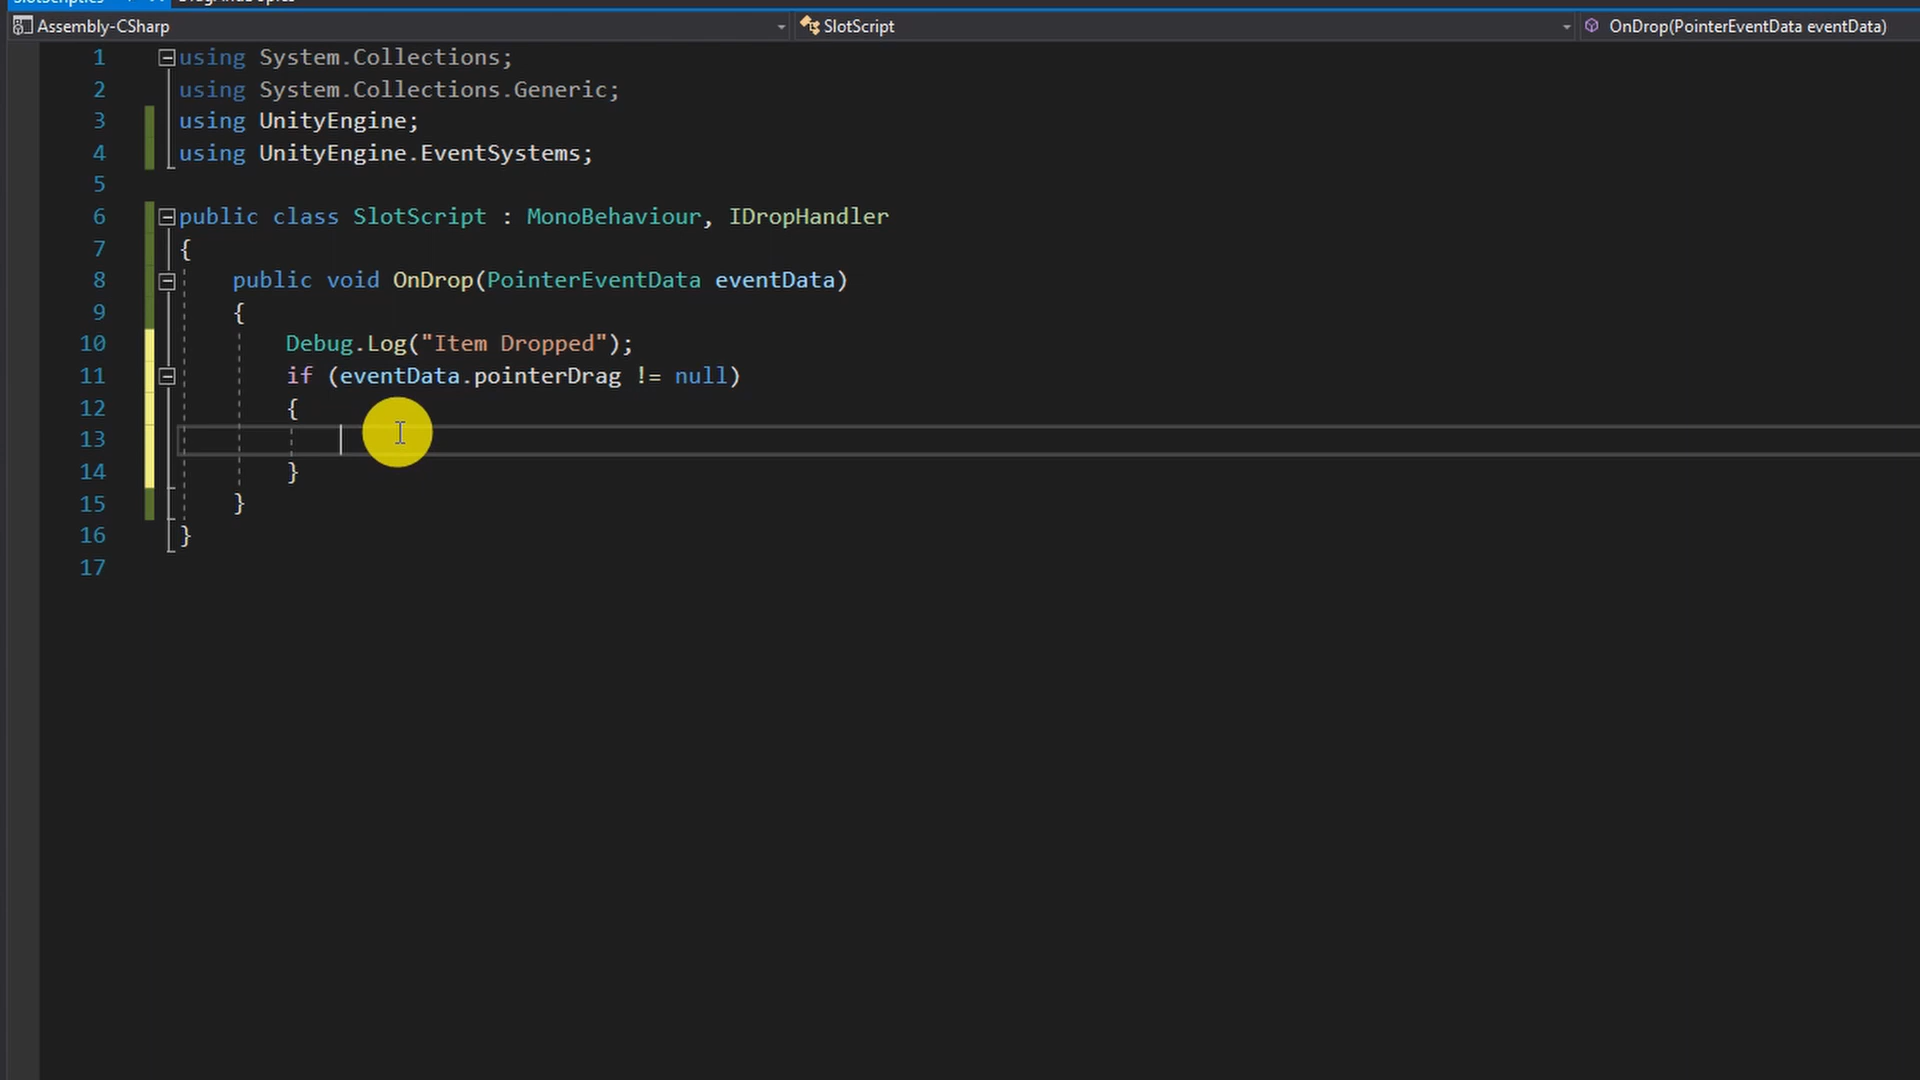 Assembly-CSharp SlotScript OnDrop(PointerEventData eventData)
1 using System.Collections;
2 using System.Collections.Generic;
3 using UnityEngine;
4 using UnityEngine.EventSystems;
5
6 public class SlotScript : MonoBehaviour, IDropHandler
7 {
8 public void OnDrop(PointerEventData eventData)
9 {
10 Debug.Log("Item Dropped");
11 if (eventData.pointerDrag != null)
12 {
13
14 }
15 }
16 }
17